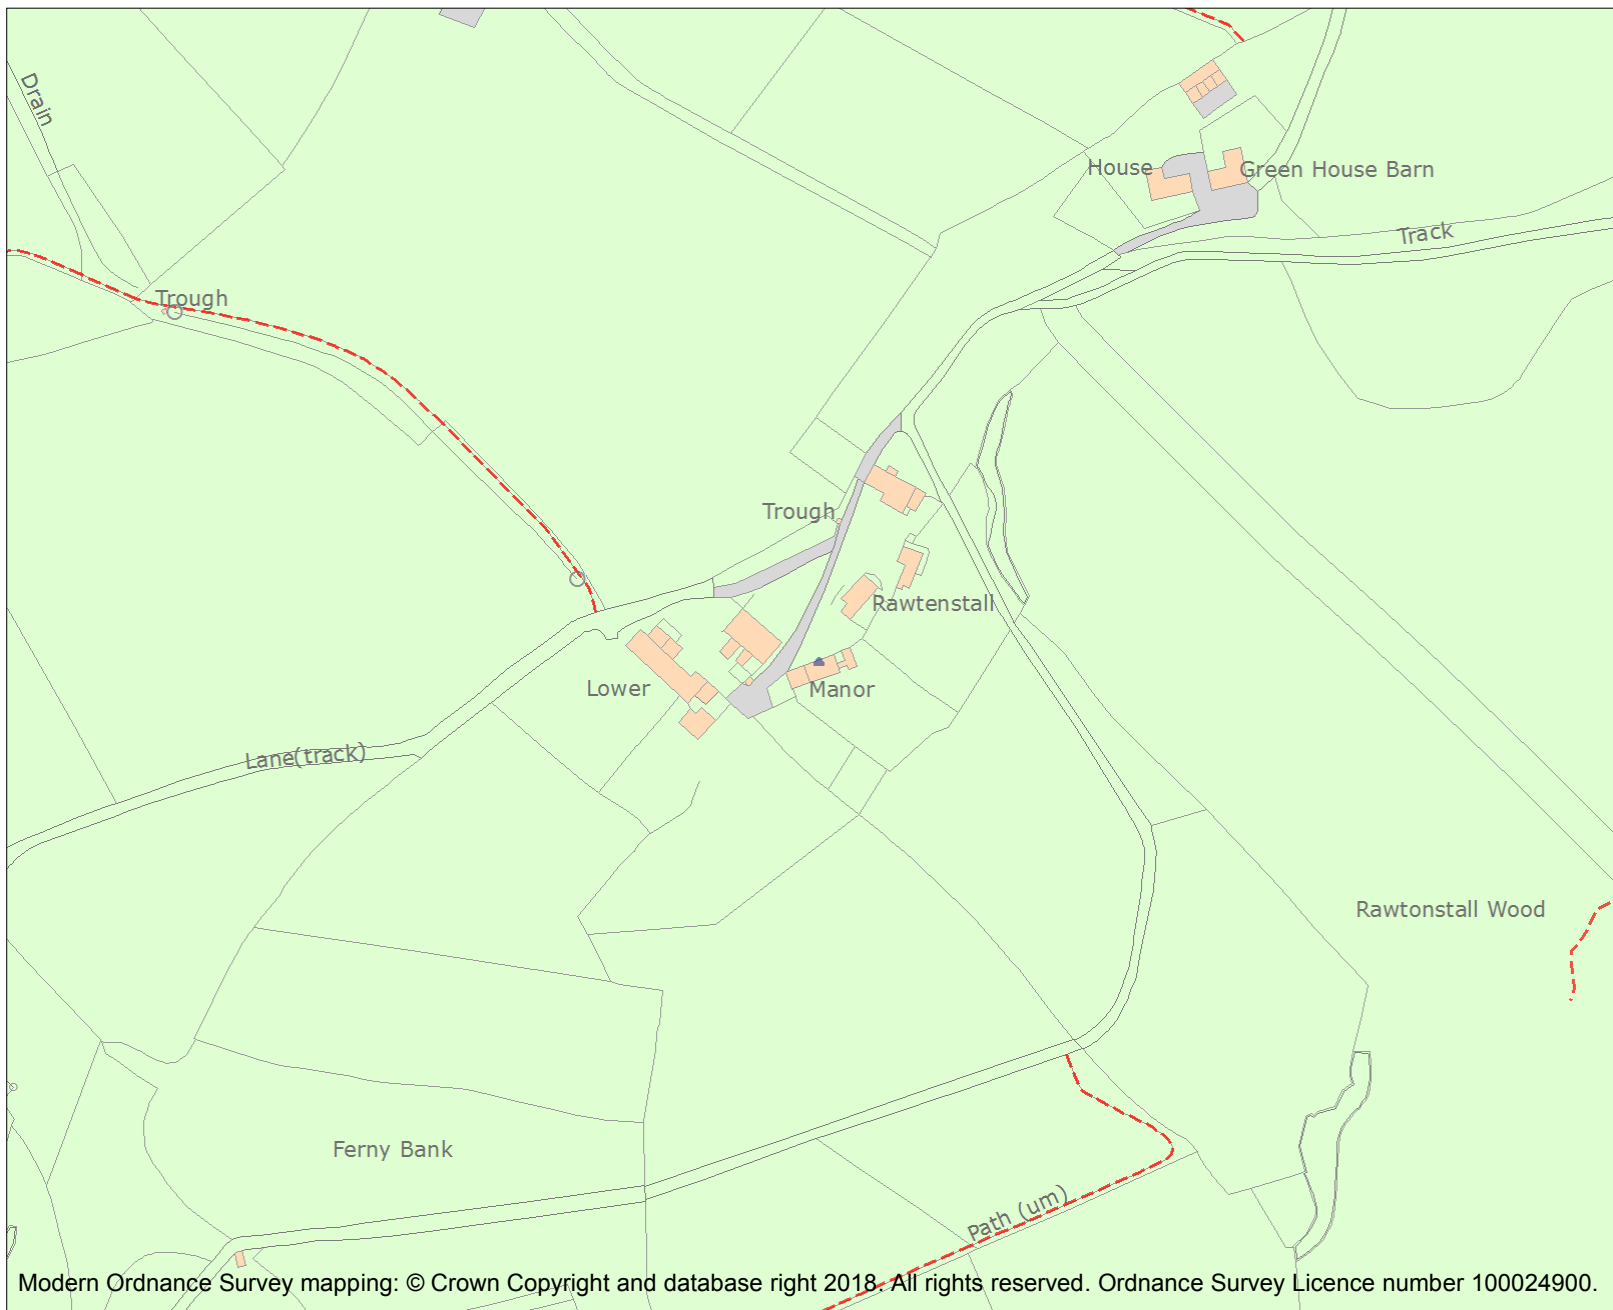 Drain
House
Green House Barn
Track
Trough
Trough
Rawtenstall
Lower
Manor
Lane(track)
Rawtonstall Wood
Ferny Bank
Path (um)
Modern Ordnance Survey mapping: © Crown Copyright and database right 2018. All rights reserved. Ordnance Survey Licence number 100024900.